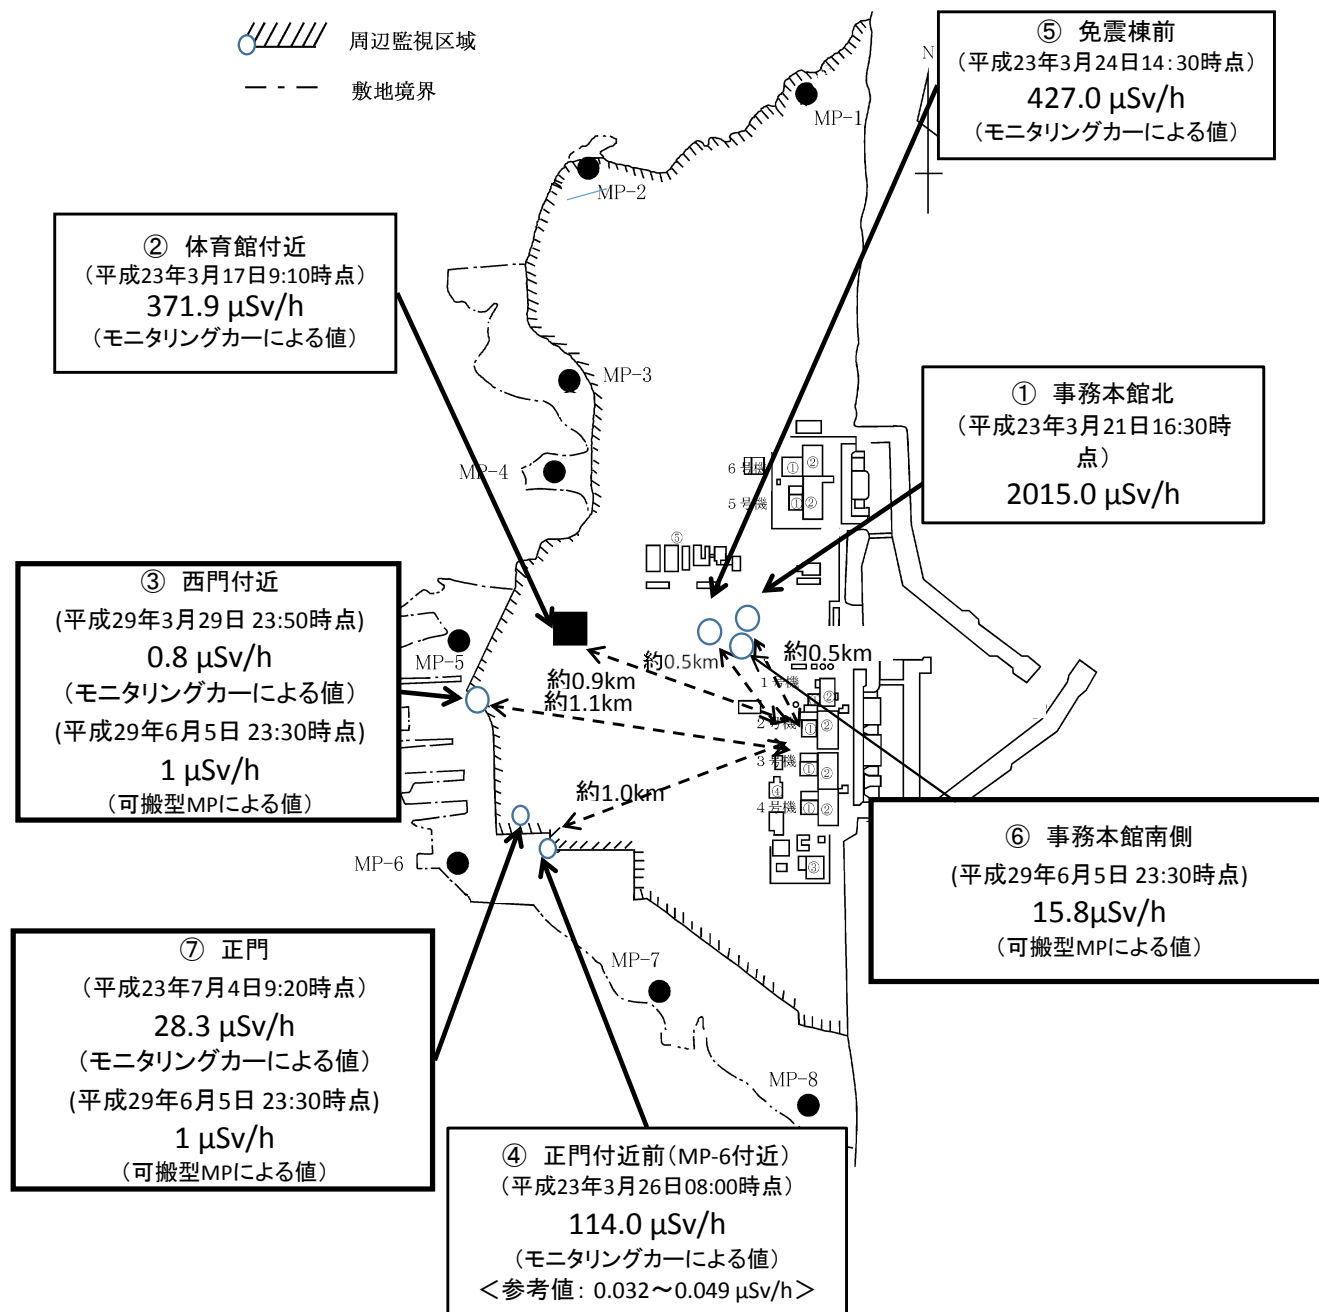 周辺監視区域
敷地境界
⑤ 免震棟前
(平成23年3月24日14:30時点)
427.0 μSv/h
(モニタリングカーによる値)
N
MP-1
MP-2
② 体育館付近
(平成23年3月17日9:10時点)
371.9 μSv/h
(モニタリングカーによる値)
MP-3
① 事務本館北
(平成23年3月21日16:30時
点)
2015.0 μSv/h
MP-4
6号機
①
②
5号機
①
②
⑤
③ 西門付近
(平成29年3月29日 23:50時点)
0.8 μSv/h
(モニタリングカーによる値)
(平成29年6月5日 23:30時点)
1 μSv/h
(可搬型MPによる値)
MP-5
約0.5km
約0.5km
約0.9km
約1.1km
1号機
②
2号機
①
②
3号機
①
②
約1.0km
④
4号機
①
②
③
MP-6
⑥ 事務本館南側
(平成29年6月5日 23:30時点)
15.8μSv/h
(可搬型MPによる値)
⑦ 正門
(平成23年7月4日9:20時点)
28.3 μSv/h
(モニタリングカーによる値)
(平成29年6月5日 23:30時点)
1 μSv/h
(可搬型MPによる値)
MP-7
MP-8
④ 正門付近前(MP-6付近)
(平成23年3月26日08:00時点)
114.0 μSv/h
(モニタリングカーによる値)
<参考値: 0.032～0.049 μSv/h>